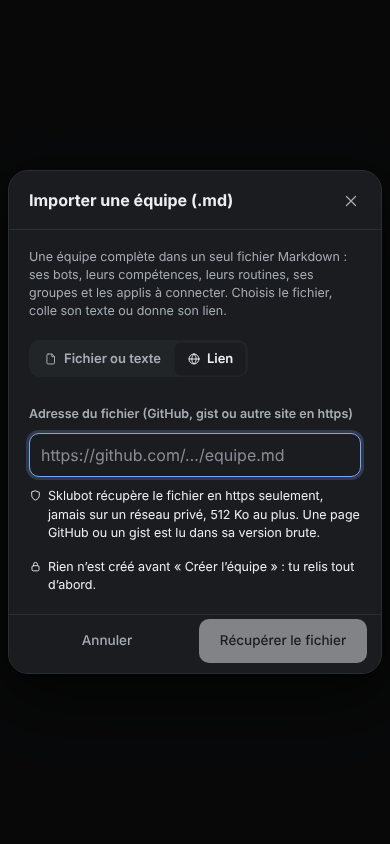 Importer une équipe (.md)
Une équipe complète dans un seul fichier Markdown :
ses bots, leurs compétences, leurs routines, ses
groupes et les applis à connecter. Choisis le fichier,
colle son texte ou donne son lien.
Fichier ou texte
Lien
Adresse du fichier (GitHub, gist ou autre site en https)
https://github.com/.../equipe.md
Sklubot récupère le fichier en https seulement,
jamais sur un réseau privé, 512 Ko au plus. Une page
GitHub ou un gist est lu dans sa version brute.
Rien n’est créé avant « Créer l’équipe » : tu relis tout
d’abord.
Annuler
Récupérer le fichier